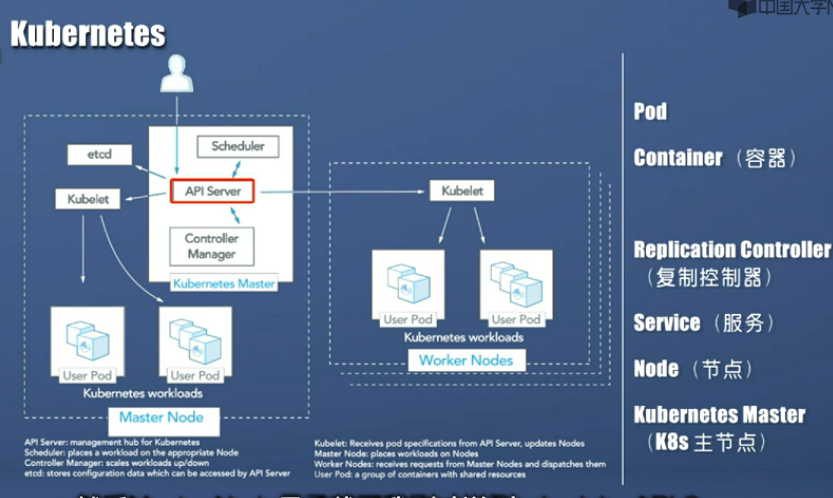 中国大学
Kubernetes
etcd
Scheduler
API Server
Kubelet
Controller
Manager
Kubernetes Master
User Pod
User Pod
Kubernetes workloads
Master Node
Kubelet
User Pod
User Pod
Kubernetes workloads
Worker Nodes
API Server: management hub for Kubernetes
Scheduler: places a workload on the appropriate Node
Controller Manager: scales workloads up/down
etcd: stores configuration data which can be accessed by API Server
Kubelet: Receives pod specifications from API Server, updates Nodes
Master Node: places workloads on Nodes
Worker Nodes: receives requests from Master Nodes and dispatches them
User Pod: a group of containers with shared resources
Pod
Container（容器）
Replication Controller
（复制控制器）
Service（服务）
Node（节点）
Kubernetes Master
（K8s 主节点）